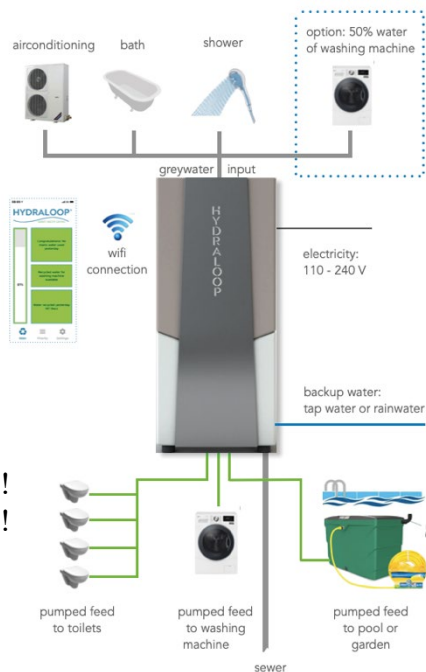 airconditioning
bath
shower
option: 50% water
of washing machine
greywater input
HYDRALOOP
HYDRALOOP
wifi
connection
electricity:
110 - 240 V
backup water:
tap water or rainwater
!
!
pumped feed
to toilets
pumped feed
to washing
machine
pumped feed
to pool or
garden
sewer